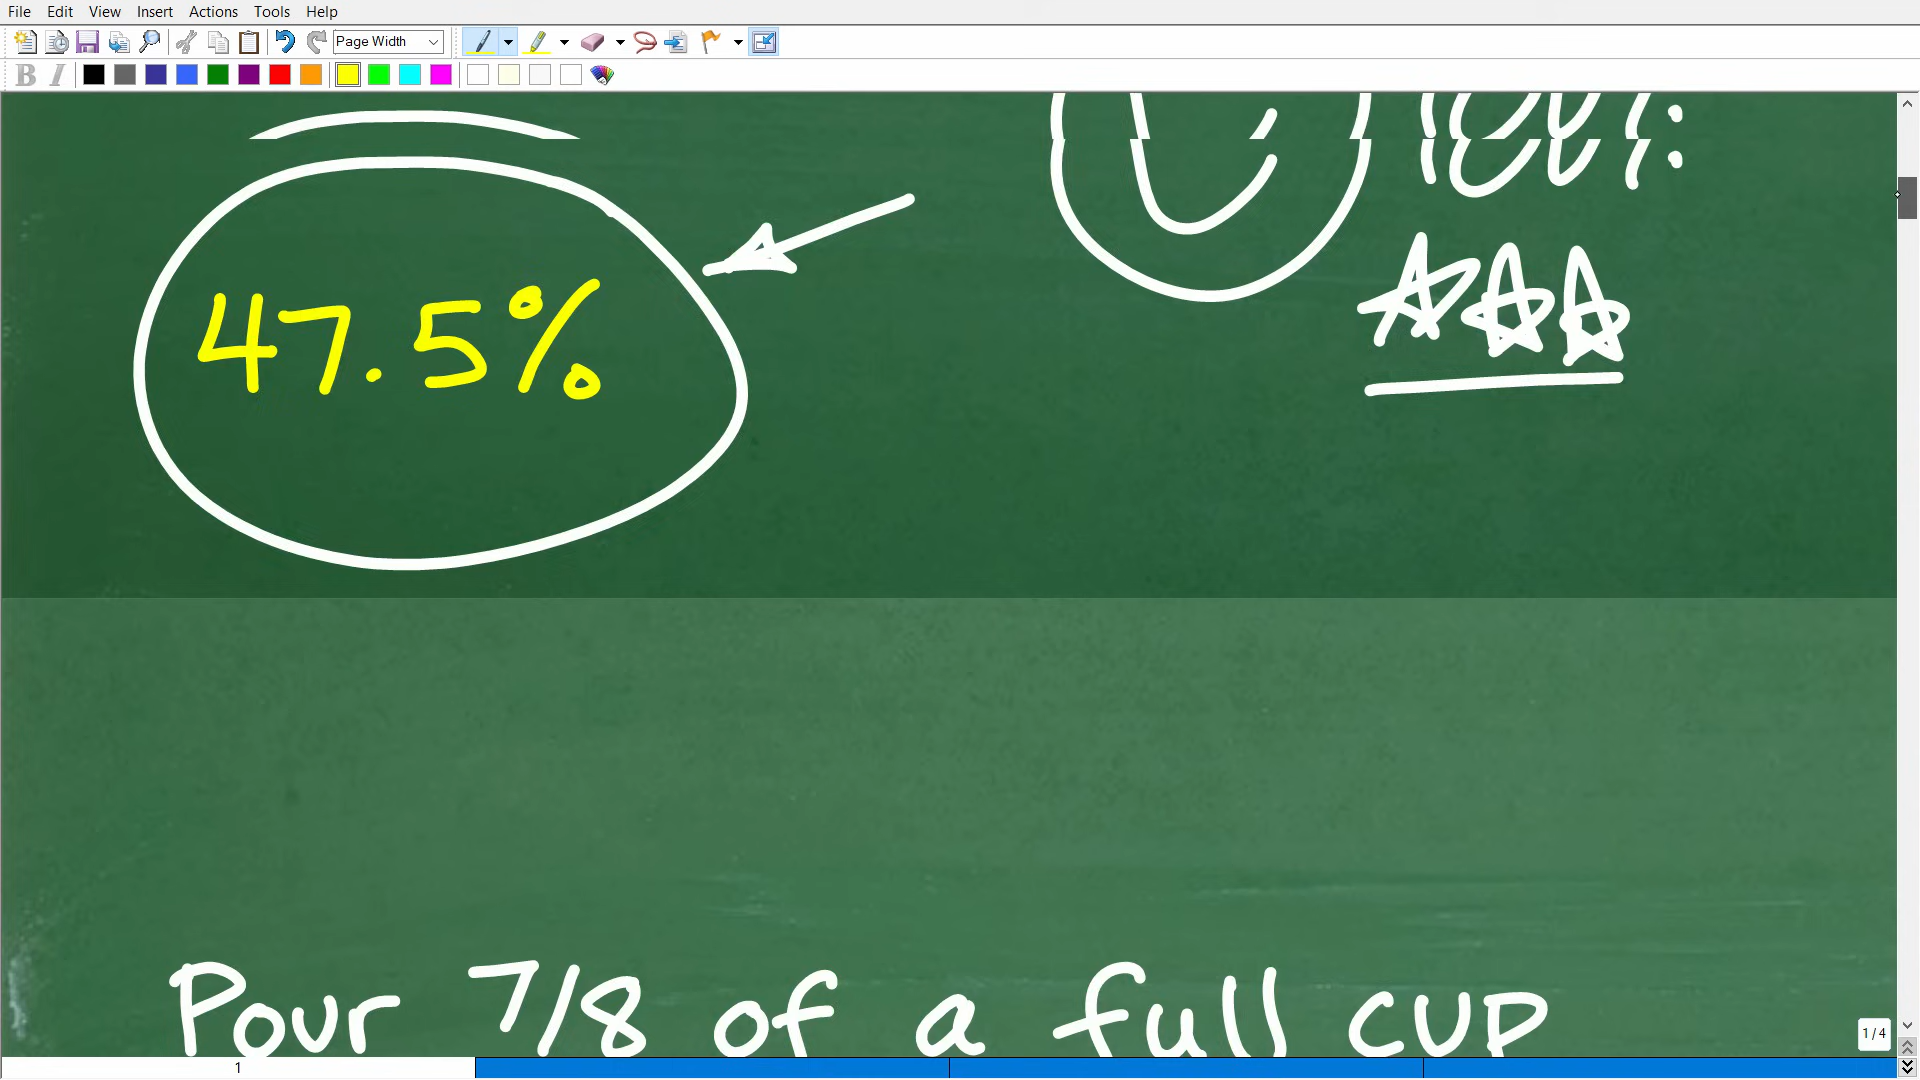 File Edit View Insert Actions Tools Help
Page Width
B I
47.5%
Pour 7/8 of a full cup
1 / 4
1